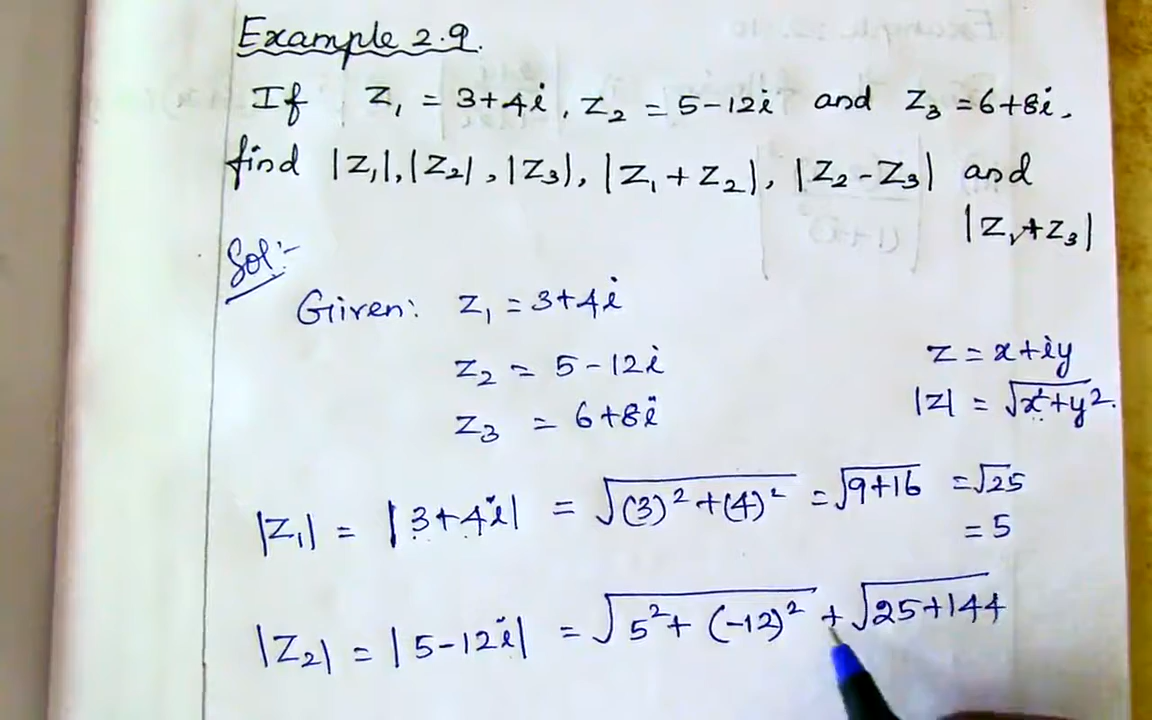 Example 2.9.
If z₁ = 3+4i, z₂ = 5-12i and z₃ = 6+8i,
find |z₁|, |z₂|, |z₃|, |z₁ + z₂|, |z₂ - z₃| and
|z₁+z₃|
Sol:-
Given: z₁ = 3+4i
z₂ = 5-12i
z = x+iy
z₃ = 6+8i
|z| = √(x²+y²).
|z₁| = |3+4i| = √((3)²+(4)²) = √(9+16) = √25
= 5
|z₂| = |5-12i| = √(5²+(-12)²) + √(25+144)